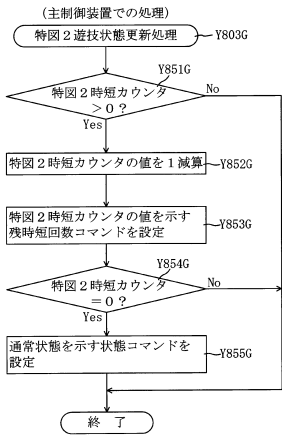 (主制御装置での処理)
特図2遊技状態更新処理
Y803G
Y851G
特図2時短カウンタ
>0?
No
Yes
特図2時短カウンタの値を1減算
Y852G
特図2時短カウンタの値を示す
残時短回数コマンドを設定
Y853G
Y854G
特図2時短カウンタ
=0?
No
Yes
通常状態を示す状態コマンドを
設定
Y855G
終 了